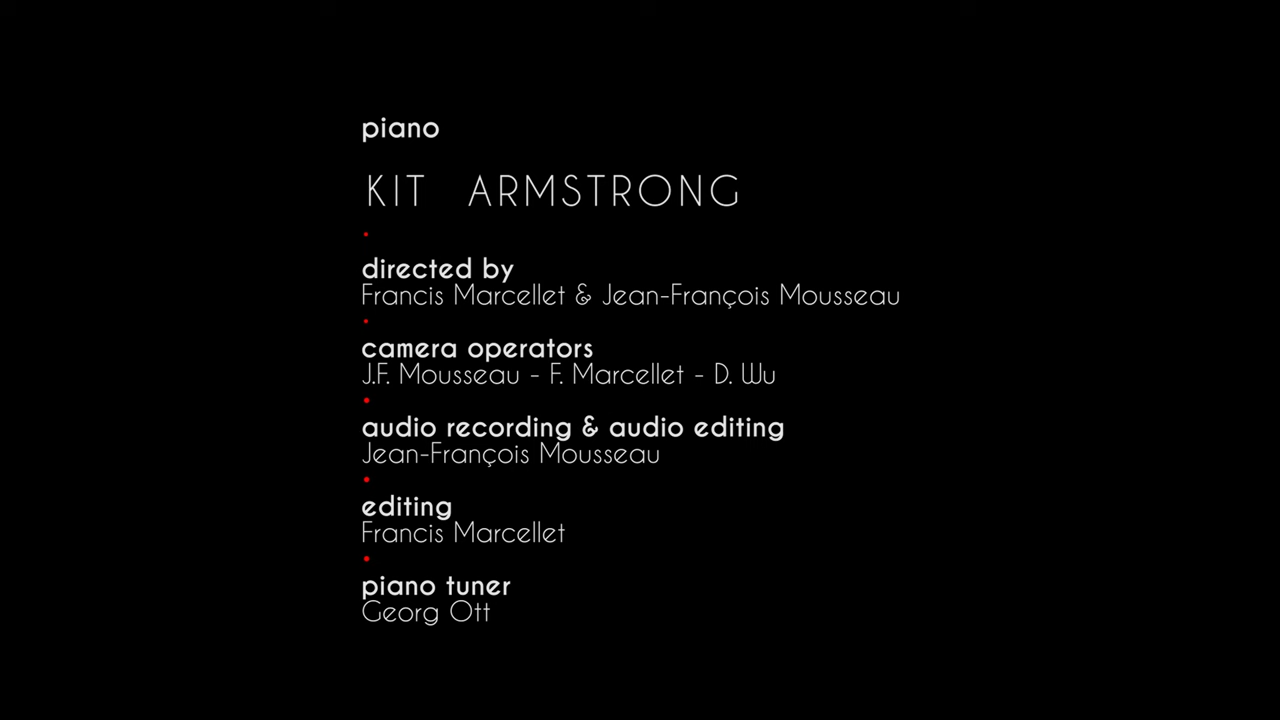 piano
KIT ARMSTRONG
directed by
Francis Marcellet & Jean-François Mousseau
camera operators
J.F. Mousseau - F. Marcellet - D. Wu
audio recording & audio editing
Jean-François Mousseau
editing
Francis Marcellet
piano tuner
Georg Ott